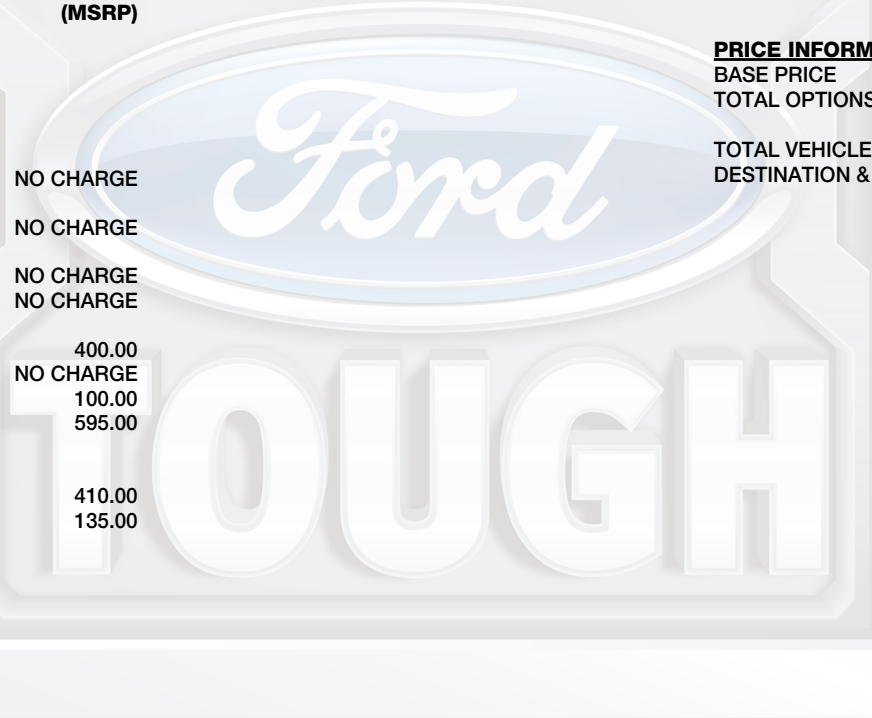 (MSRP)
NO CHARGE
NO CHARGE
NO CHARGE
NO CHARGE
400.00
NO CHARGE
100.00
595.00
410.00
135.00
PRICE INFORM
BASE PRICE
TOTAL OPTIONS
TOTAL VEHICLE
DESTINATION &
Ford
TOUGH